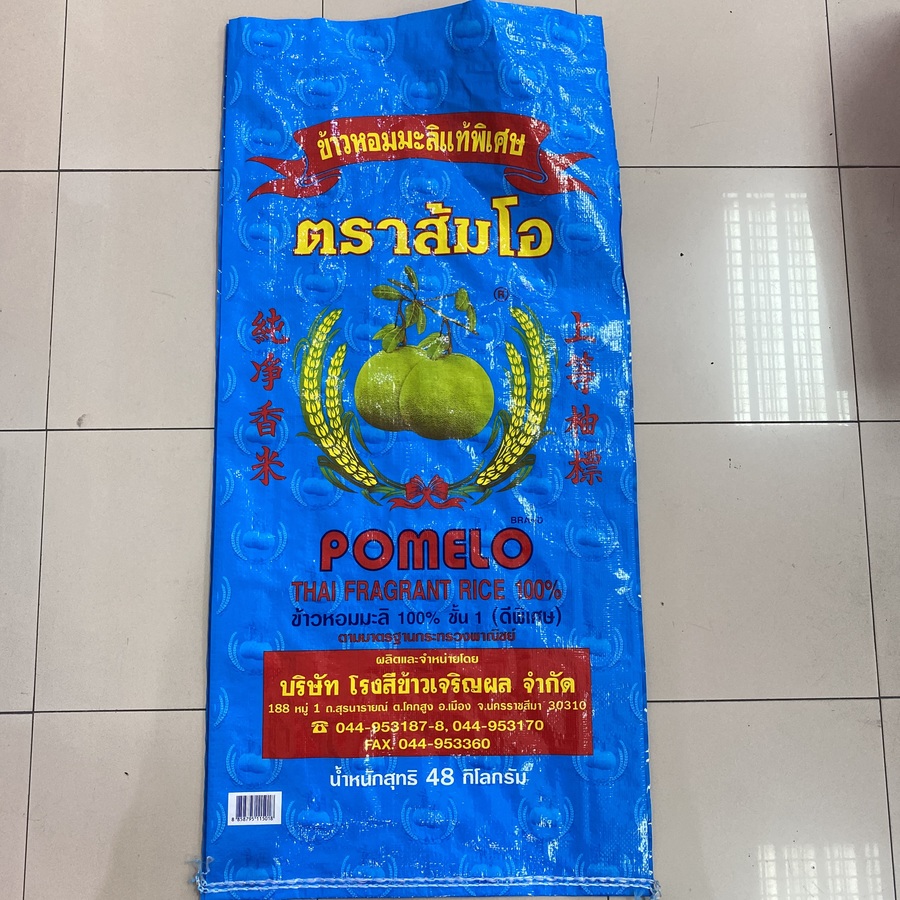 ข้าวหอมมะลิแท้พิเศษ
ตราส้มโอ
®
純净香米
上等柚標
BRAND
POMELO
THAI FRAGRANT RICE 100%
ข้าวหอมมะลิ 100% ชั้น 1 (ดีพิเศษ)
ตามมาตรฐานกระทรวงพาณิชย์
ผลิตและจำหน่ายโดย
บริษัท โรงสีข้าวเจริญผล จำกัด
188 หมู่ 1 ถ.สุรนารายณ์ ต.โคกสูง อ.เมือง จ.นครราชสีมา 30310
☎ 044-953187-8, 044-953170
FAX. 044-953360
น้ำหนักสุทธิ 48 กิโลกรัม
8 858795 115018